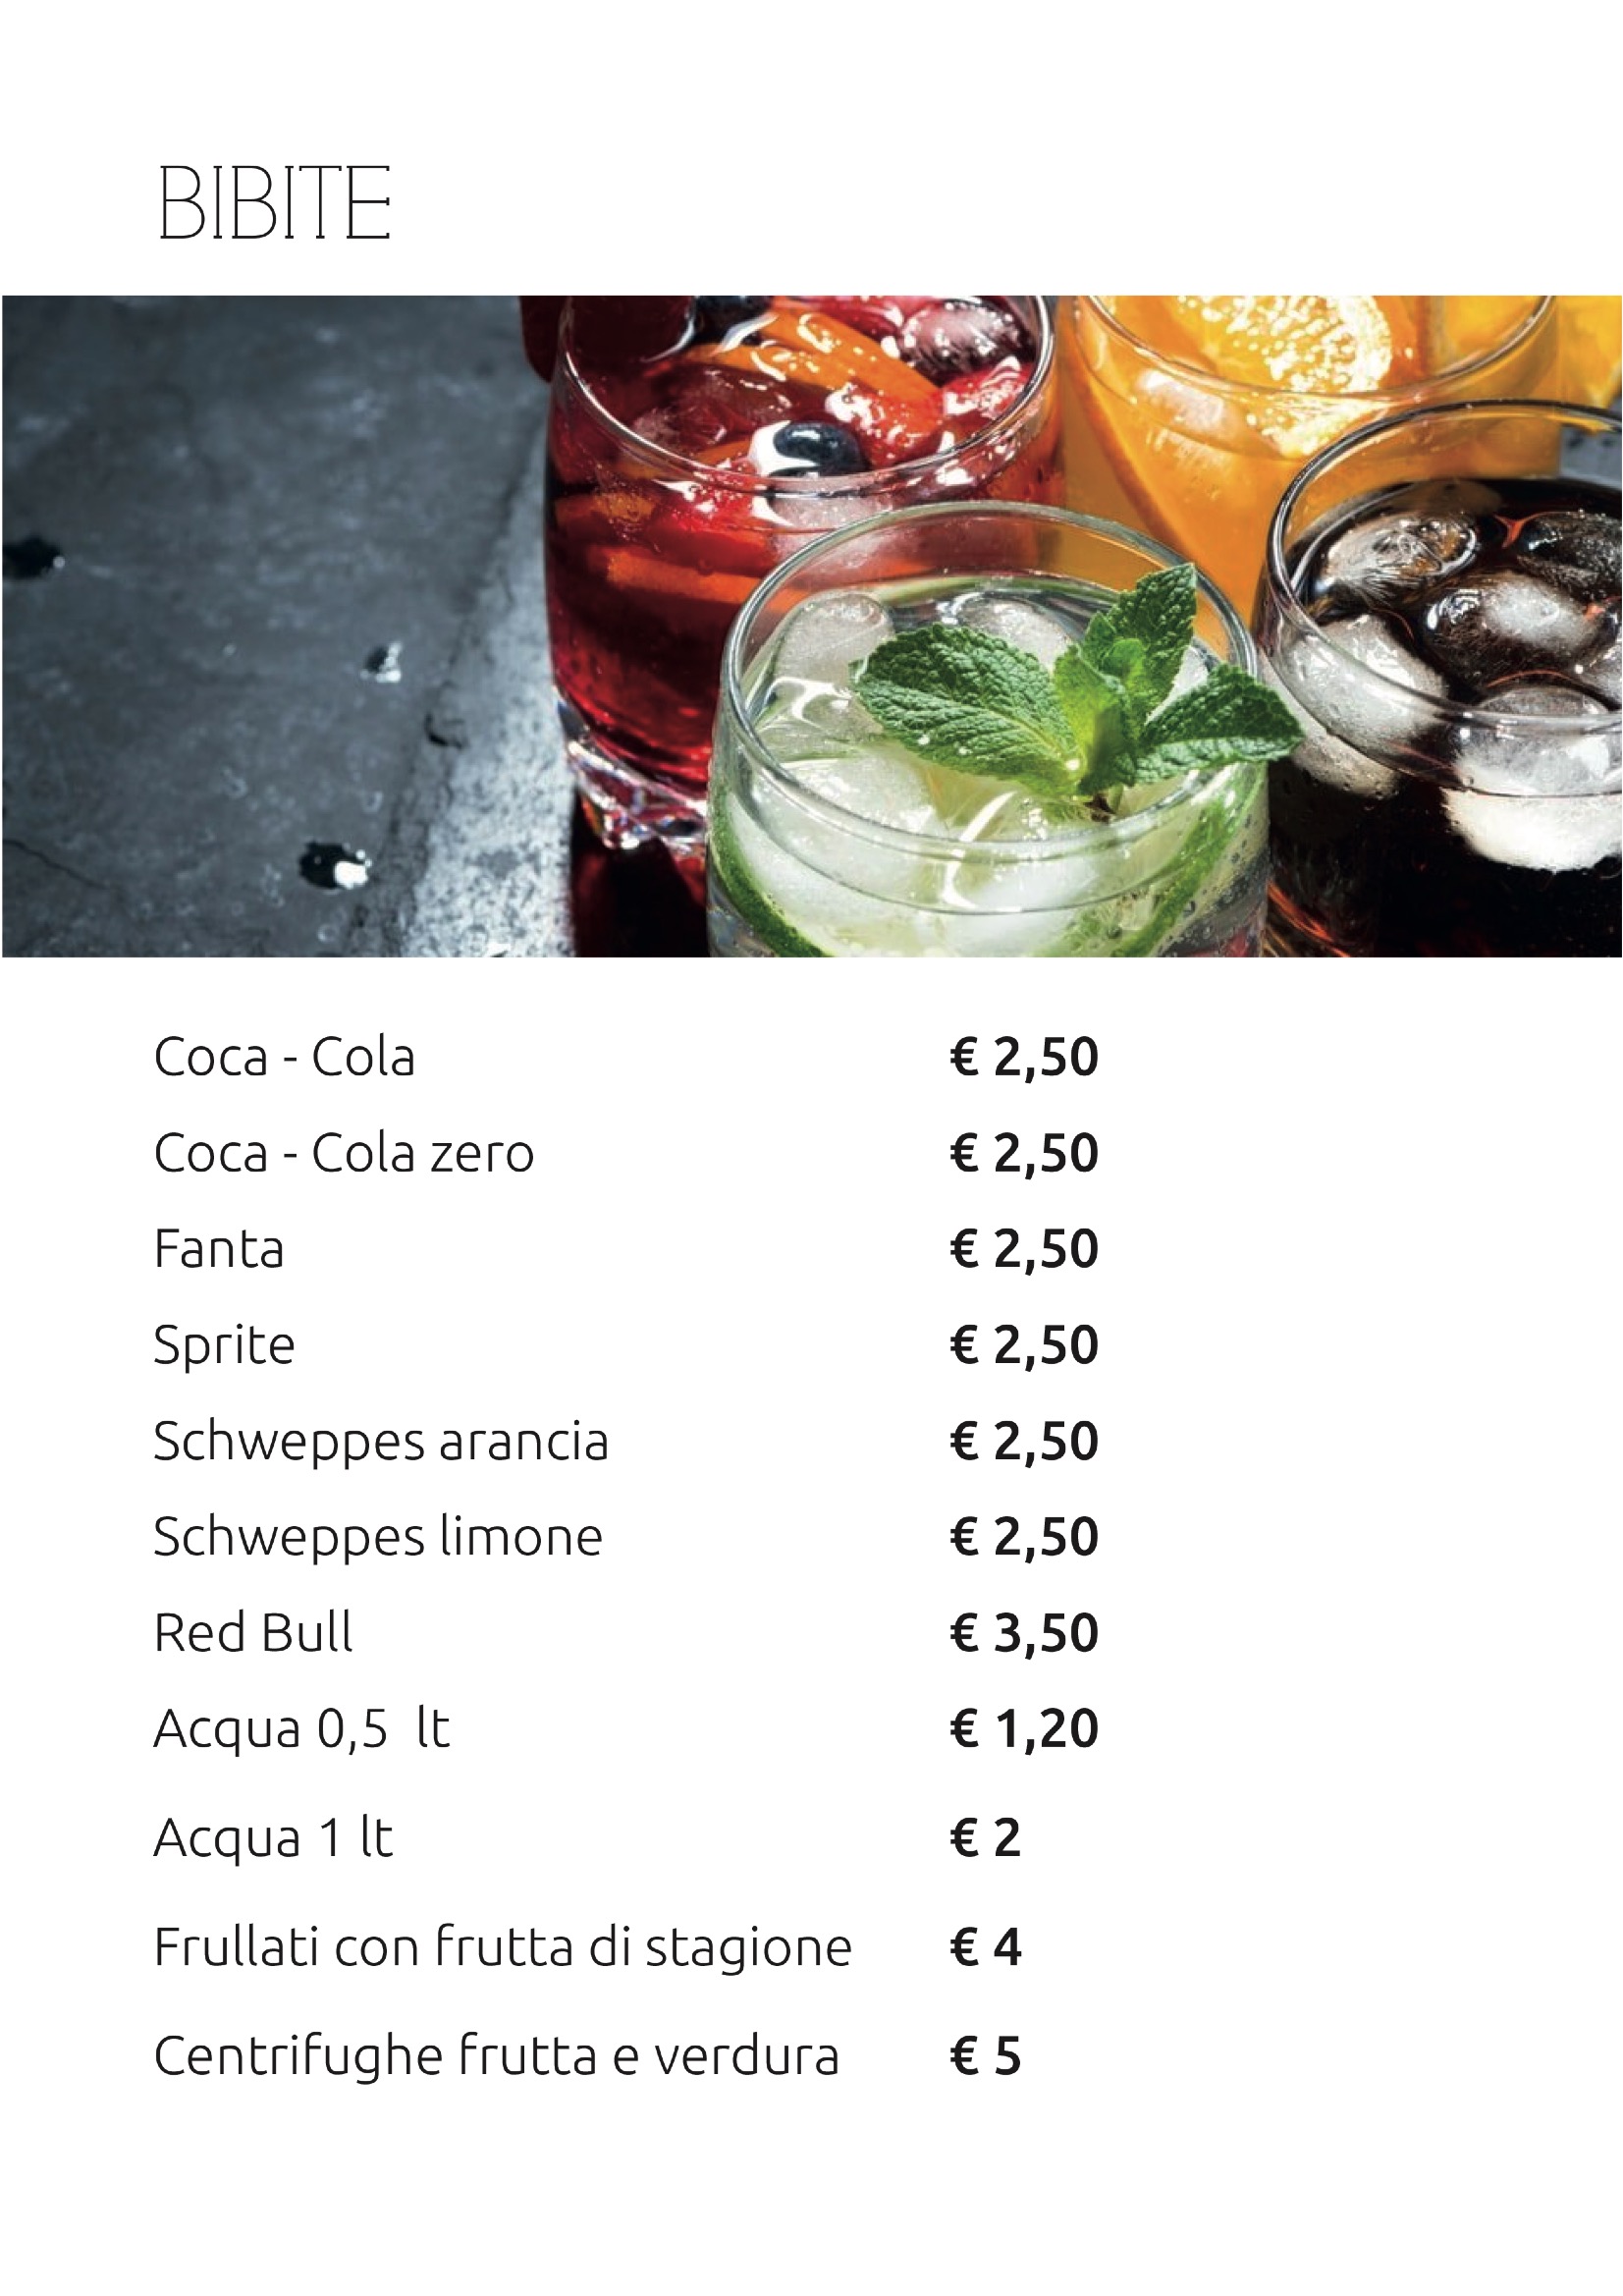 BIBITE
Coca - Cola € 2,50
Coca - Cola zero € 2,50
Fanta € 2,50
Sprite € 2,50
Schweppes arancia € 2,50
Schweppes limone € 2,50
Red Bull € 3,50
Acqua 0,5  lt € 1,20
Acqua 1 lt € 2
Frullati con frutta di stagione € 4
Centrifughe frutta e verdura € 5